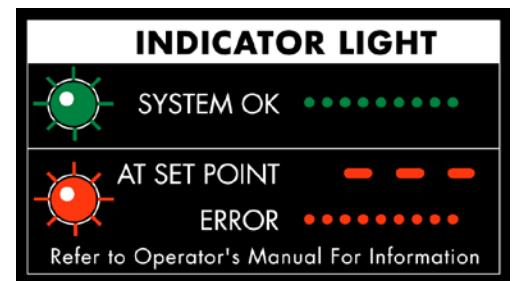 INDICATOR LIGHT
SYSTEM OK
AT SET POINT
ERROR
Refer to Operator's Manual For Information